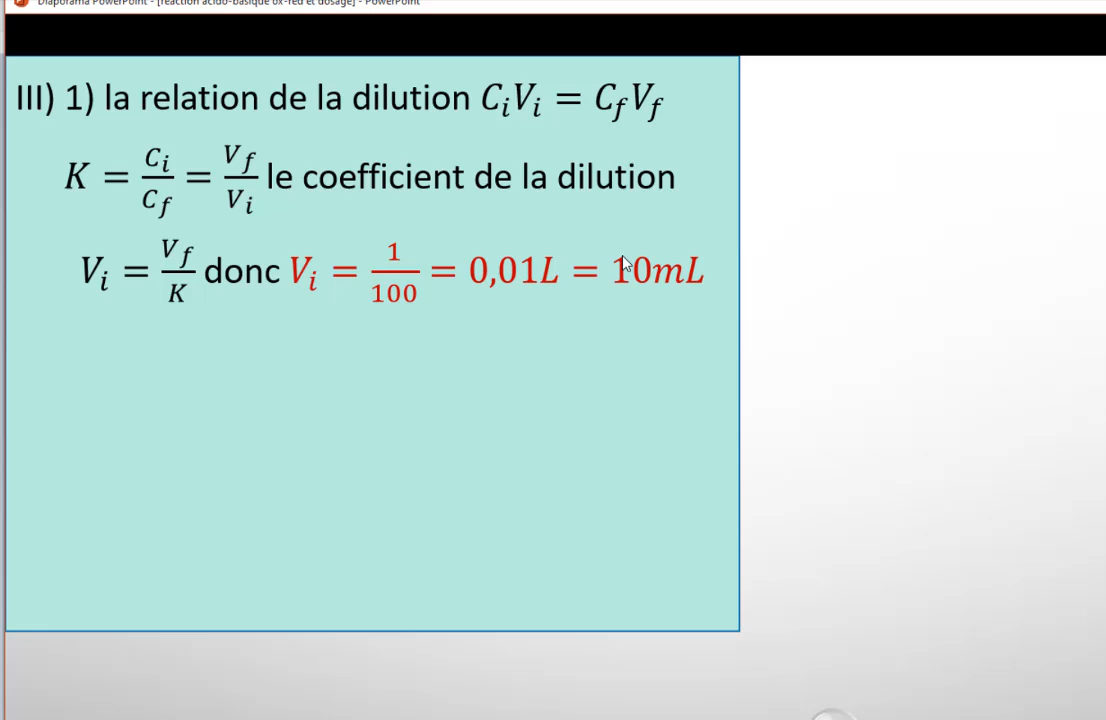 Diaporama PowerPoint - [réaction acido-basique ox-red et dosage] - PowerPoint
III) 1) la relation de la dilution CᵢVᵢ = C_fV_f
K = Cᵢ/C_f = V_f/Vᵢ le coefficient de la dilution
Vᵢ = V_f/K donc Vᵢ = 1/100 = 0,01L = 10mL